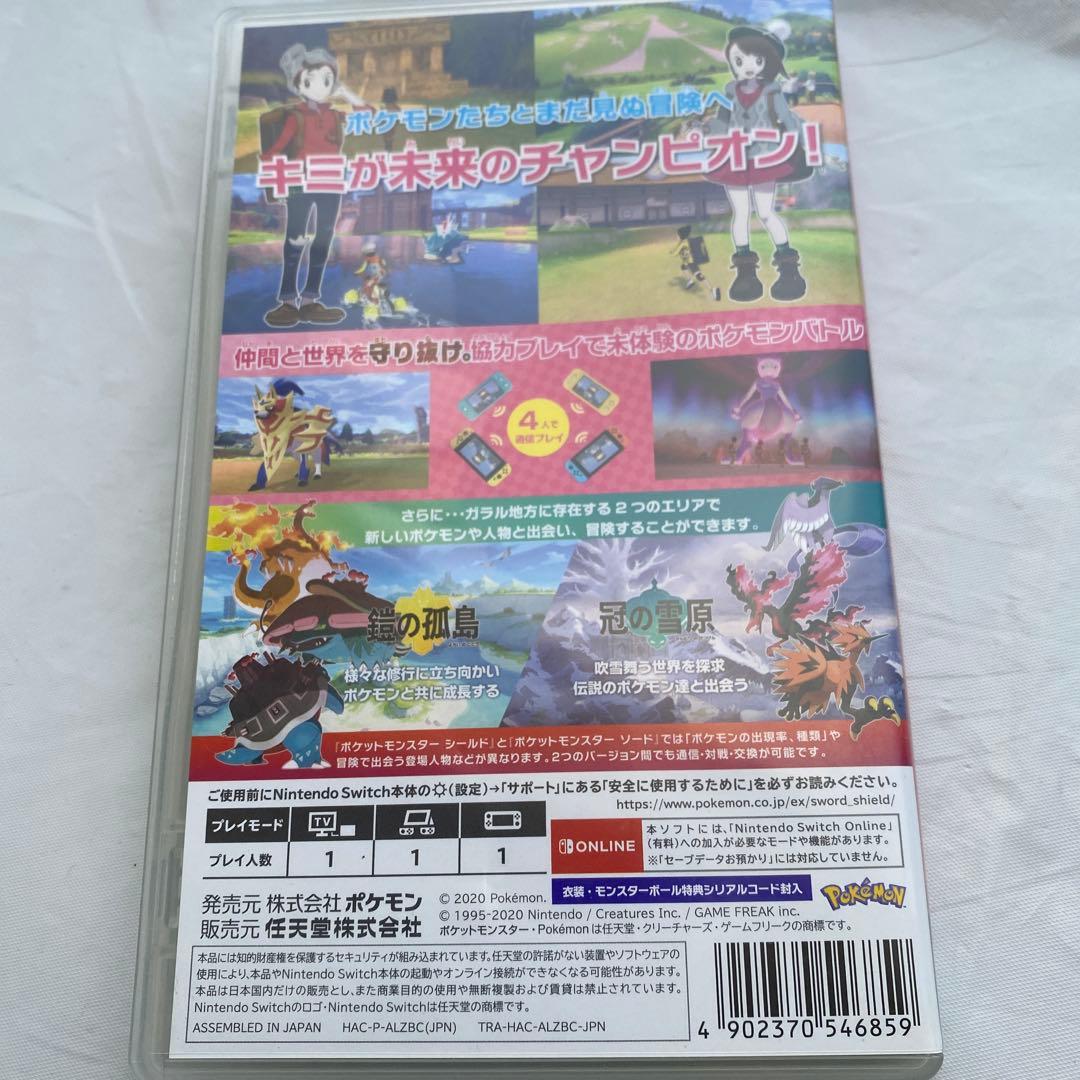 ポケモンたちとまだ見ぬ冒険へ
キミが未来のチャンピオン!
仲間と世界を守り抜け。協力プレイで未体験のポケモンバトル
4人で
通信プレイ
さらに…ガラル地方に存在する2つのエリアで
新しいポケモンや人物と出会い、冒険することができます。
鎧の孤島
様々な修行に立ち向かい
ポケモンと共に成長する
冠の雪原
吹雪舞う世界を探求
伝説のポケモン達と出会う
『ポケットモンスター シールド』と『ポケットモンスター ソード』では「ポケモンの出現率、種類」や
冒険で出会う登場人物などが異なります。2つのバージョン間でも通信・対戦・交換が可能です。
ご使用前にNintendo Switch本体の(設定)→「サポート」にある「安全に使用するために」を必ずお読みください。
https://www.pokemon.co.jp/ex/sword_shield/
プレイモード TV
プレイ人数 1 1 1
ONLINE
本ソフトには、「Nintendo Switch Online」
(有料)への加入が必要なモードや機能があります。
※「セーブデータお預かり」には対応していません。
衣装・モンスターボール特典シリアルコード封入
POKéMON
発売元 株式会社 ポケモン
販売元 任天堂株式会社
© 2020 Pokémon.
© 1995-2020 Nintendo / Creatures Inc. / GAME FREAK inc.
ポケットモンスター・Pokémonは任天堂・クリーチャーズ・ゲームフリークの商標です。
本品には知的財産権を保護するセキュリティが組み込まれています。任天堂の許諾がない装置やソフトウェアの
使用により、本品やNintendo Switch本体の起動やオンライン接続ができなくなる可能性があります。
本品は日本国内だけの販売とし、また商業目的の使用や無断複製および賃貸は禁止されています。
Nintendo Switchのロゴ・Nintendo Switchは任天堂の商標です。
ASSEMBLED IN JAPAN HAC-P-ALZBC(JPN) TRA-HAC-ALZBC-JPN
4 902370 546859